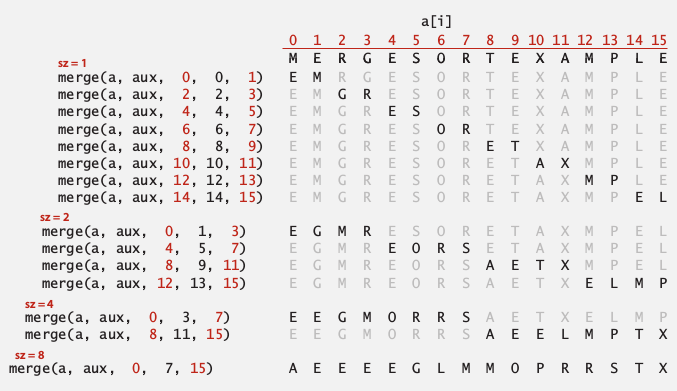 a[i]
0 1 2 3 4 5 6 7 8 9 10 11 12 13 14 15
M E R G E S O R T E X A M P L E
sz = 1
merge(a, aux, 0, 0, 1) E M R G E S O R T E X A M P L E
merge(a, aux, 2, 2, 3) E M G R E S O R T E X A M P L E
merge(a, aux, 4, 4, 5) E M G R E S O R T E X A M P L E
merge(a, aux, 6, 6, 7) E M G R E S O R T E X A M P L E
merge(a, aux, 8, 8, 9) E M G R E S O R E T X A M P L E
merge(a, aux, 10, 10, 11) E M G R E S O R E T A X M P L E
merge(a, aux, 12, 12, 13) E M G R E S O R E T A X M P L E
merge(a, aux, 14, 14, 15) E M G R E S O R E T A X M P E L
sz = 2
merge(a, aux, 0, 1, 3) E G M R E S O R E T A X M P E L
merge(a, aux, 4, 5, 7) E G M R E O R S E T A X M P E L
merge(a, aux, 8, 9, 11) E G M R E O R S A E T X M P E L
merge(a, aux, 12, 13, 15) E G M R E O R S A E T X E L M P
sz = 4
merge(a, aux, 0, 3, 7) E E G M O R R S A E T X E L M P
merge(a, aux, 8, 11, 15) E E G M O R R S A E E L M P T X
sz = 8
merge(a, aux, 0, 7, 15) A E E E E G L M M O P R R S T X